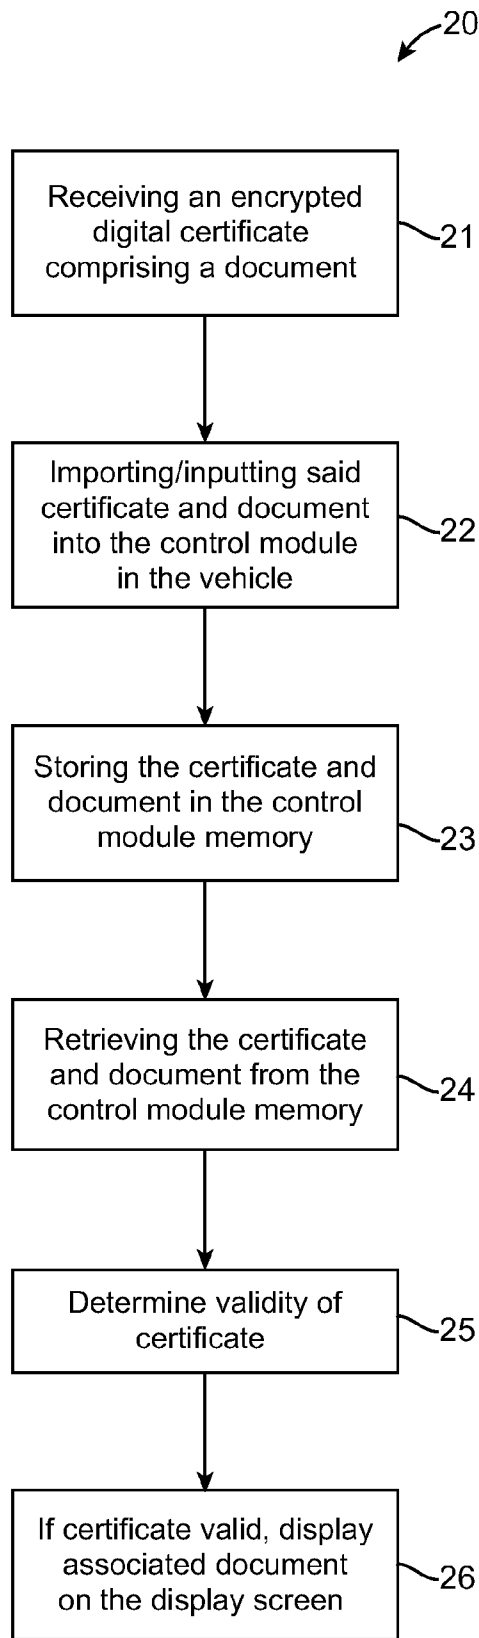 20
Receiving an encrypted
digital certificate
comprising a document
21
Importing/inputting said
certificate and document
into the control module
in the vehicle
22
Storing the certificate and
document in the control
module memory
23
Retrieving the certificate
and document from the
control module memory
24
Determine validity of
certificate
25
If certificate valid, display
associated document
on the display screen
26